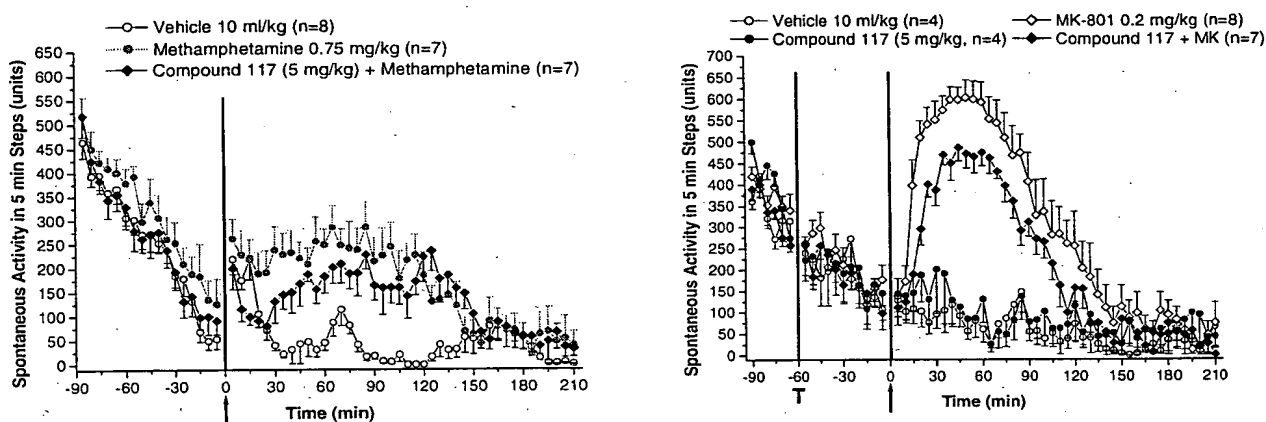 Vehicle 10 ml/kg (n=8)
Methamphetamine 0.75 mg/kg (n=7)
Compound 117 (5 mg/kg) + Methamphetamine (n=7)
Spontaneous Activity in 5 min Steps (units)
650
600
550
500
450
400
350
300
250
200
150
100
50
0
-90 -60 -30 0 30 60 90 120 150 180 210
Time (min)
Vehicle 10 ml/kg (n=4) MK-801 0.2 mg/kg (n=8)
Compound 117 (5 mg/kg, n=4) Compound 117 + MK (n=7)
Spontaneous Activity in 5 min Steps (units)
700
650
600
550
500
450
400
350
300
250
200
150
100
50
0
-90 -60 -30 0 30 60 90 120 150 180 210
T
Time (min)